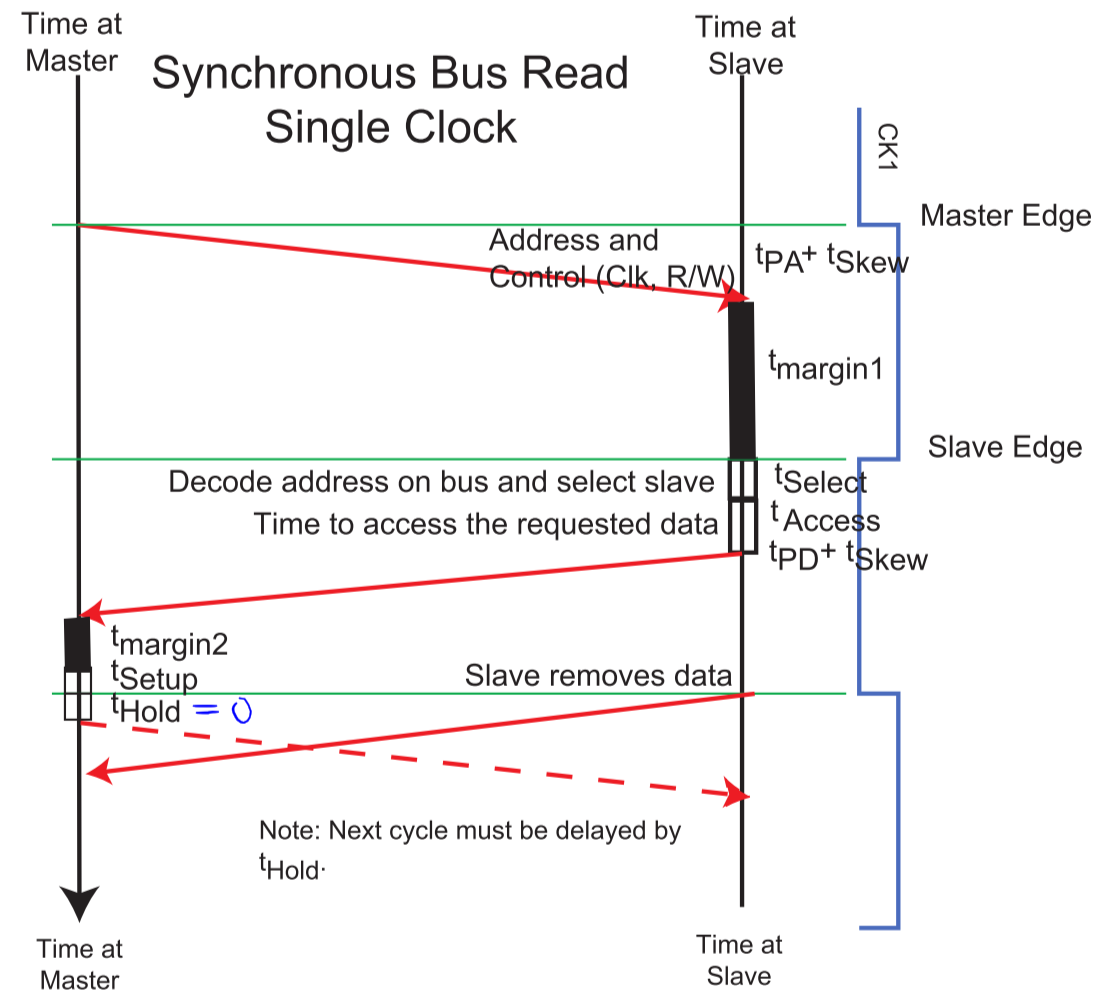 Time at
Master
Synchronous Bus Read
Single Clock
Time at
Slave
CK1
Master Edge
Address and
Control (Clk, R/W)
tPA+ tSkew
tmargin1
Slave Edge
Decode address on bus and select slave
tSelect
Time to access the requested data
tAccess
tPD+ tSkew
tmargin2
tSetup
Slave removes data
tHold = 0
Note: Next cycle must be delayed by
tHold.
Time at
Master
Time at
Slave